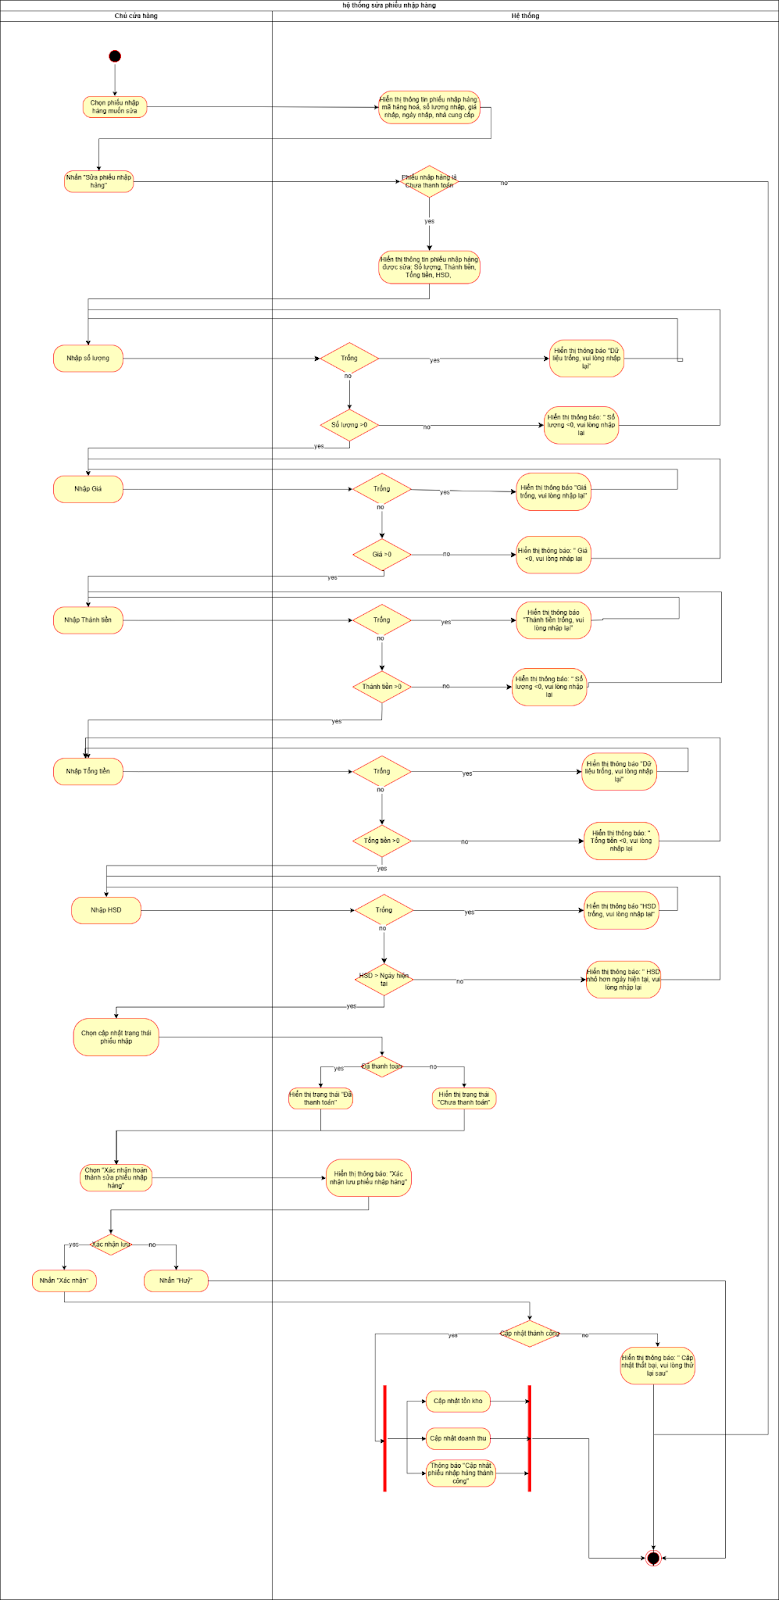 hệ thống sửa phiếu nhập hàng
Chủ cửa hàng
Hệ thống
Chọn phiếu nhập
hàng muốn sửa
Hiển thị thông tin phiếu nhập hàng
mã hàng hoá, số lượng nhập, giá
nhập, ngày nhập, nhà cung cấp.
Nhấn "Sửa phiếu nhập
hàng"
Phiếu nhập hàng là
Chưa thanh toán
no
yes
Hiển thị thông tin phiếu nhập hàng
được sửa: Số lượng, Thành tiền,
Tổng tiền, HSD,
Nhập số lượng
Trống
yes
Hiển thị thông báo "Dữ
liệu trống, vui lòng nhập
lại"
no
Số lượng >0
no
Hiển thị thông báo: " Số
lượng <0, vui lòng nhập
lại
yes
Nhập Giá
Trống
yes
Hiển thị thông báo "Giá
trống, vui lòng nhập lại"
no
Giá >0
no
Hiển thị thông báo: " Giá
<0, vui lòng nhập lại
yes
Nhập Thành tiền
Trống
yes
Hiển thị thông báo
"Thành tiền trống, vui
lòng nhập lại"
no
Thành tiền >0
no
Hiển thị thông báo: " Số
lượng <0, vui lòng nhập
lại
yes
Nhập Tổng tiền
Trống
yes
Hiển thị thông báo "Dữ
liệu trống, vui lòng nhập
lại"
no
Tổng tiền >0
no
Hiển thị thông báo: "
Tổng tiền <0, vui lòng
nhập lại
yes
Nhập HSD
Trống
yes
Hiển thị thông báo "HSD
trống, vui lòng nhập lại"
no
HSD > Ngày hiện
tại
no
Hiển thị thông báo: " HSD
nhỏ hơn ngày hiện tại, vui
lòng nhập lại
yes
Chọn cập nhật trạng thái
phiếu nhập
Đã thanh toán
yes
no
Hiển thị trạng thái "Đã
thanh toán"
Hiển thị trạng thái
"Chưa thanh toán"
Chọn "Xác nhận hoàn
thành sửa phiếu nhập
hàng"
Hiển thị thông báo: "Xác
nhận lưu phiếu nhập hàng"
Xác nhận lưu
yes
no
Nhấn "Xác nhận"
Nhấn "Huỷ"
Cập nhật thành công
yes
no
Hiển thị thông báo: " Cập
nhật thất bại, vui lòng thử
lại sau"
Cập nhật tồn kho
Cập nhật doanh thu
Thông báo "Cập nhật
phiếu nhập hàng thành
công"